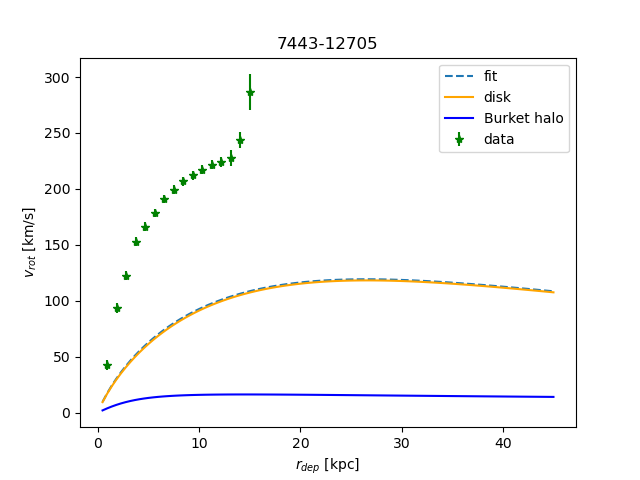 7443-12705
fit
disk
Burket halo
data
300
250
200
150
100
50
0
v_rot [km/s]
0 10 20 30 40
r_dep [kpc]